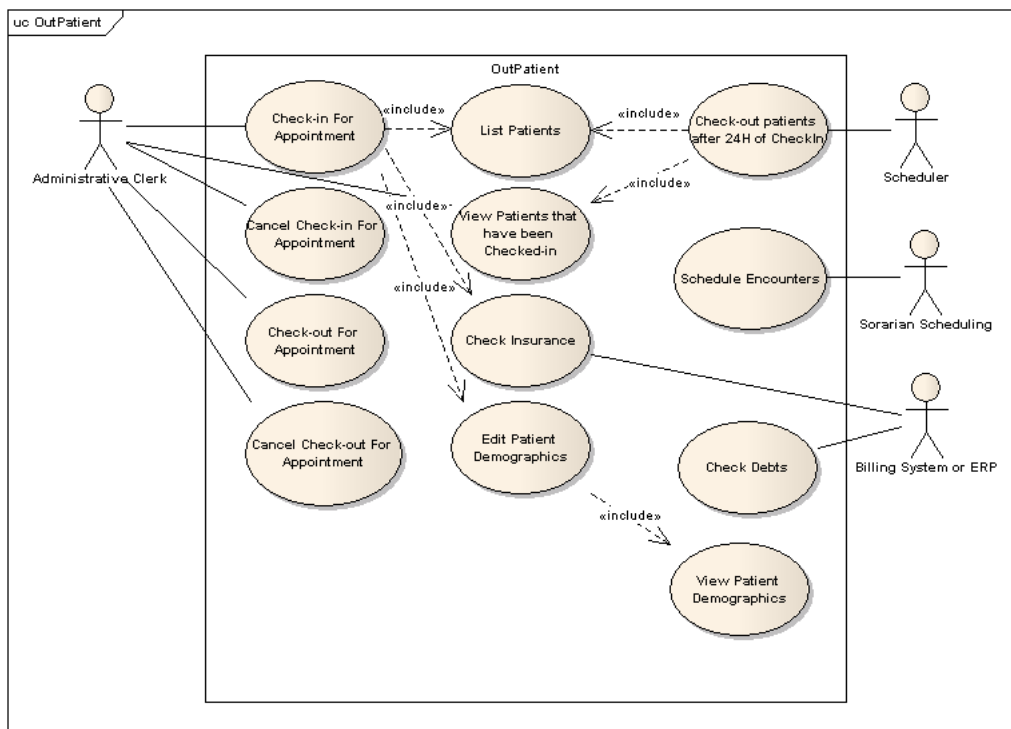 uc OutPatient
OutPatient
Administrative Clerk
Check-in For
Appointment
«include»
List Patients
«include»
Check-out patients
after 24H of CheckIn
Scheduler
Cancel Check-in For
Appointment
«include»
View Patients that
have been
Checked-in
«include»
Schedule Encounters
Sorarian Scheduling
«include»
Check-out For
Appointment
Check Insurance
Cancel Check-out For
Appointment
Edit Patient
Demographics
Check Debts
Billing System or ERP
«include»
View Patient
Demographics